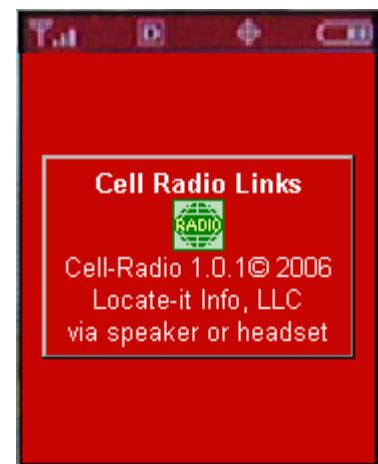 D
Cell Radio Links
RADIO
Cell-Radio 1.0.1© 2006
Locate-it Info, LLC
via speaker or headset